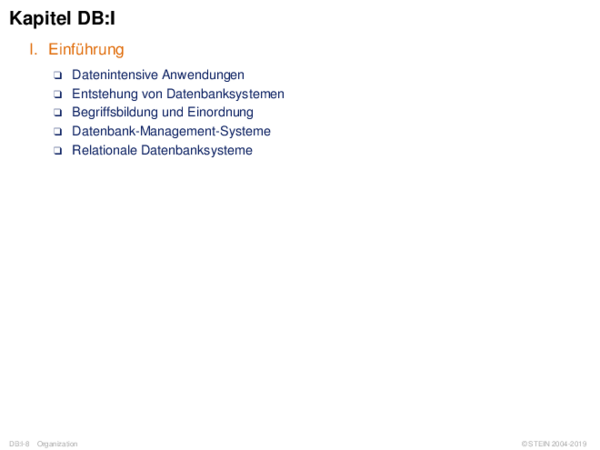 Kapitel DB:I
I. Einführung
❑ Datenintensive Anwendungen
❑ Entstehung von Datenbanksystemen
❑ Begriffsbildung und Einordnung
❑ Datenbank-Management-Systeme
❑ Relationale Datenbanksysteme
DB:I-8 Organization © STEIN 2004-2019